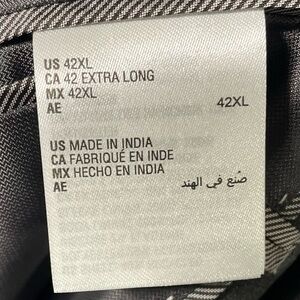 US 42XL
CA 42 EXTRA LONG
MX 42XL
AE 42XL
US MADE IN INDIA
CA FABRIQUÉ EN INDE
MX HECHO EN INDIA
AE صُنع في الهند